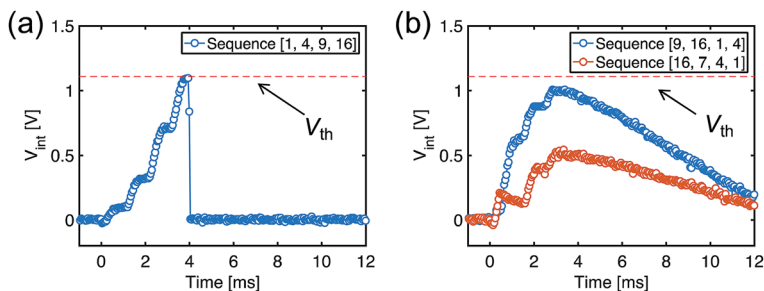 (a)
1.5
1
0.5
0
V_int [V]
Sequence [1, 4, 9, 16]
V_th
0 2 4 6 8 10 12
Time [ms]
(b)
1.5
1
0.5
0
V_int [V]
Sequence [9, 16, 1, 4]
Sequence [16, 7, 4, 1]
V_th
0 2 4 6 8 10 12
Time [ms]